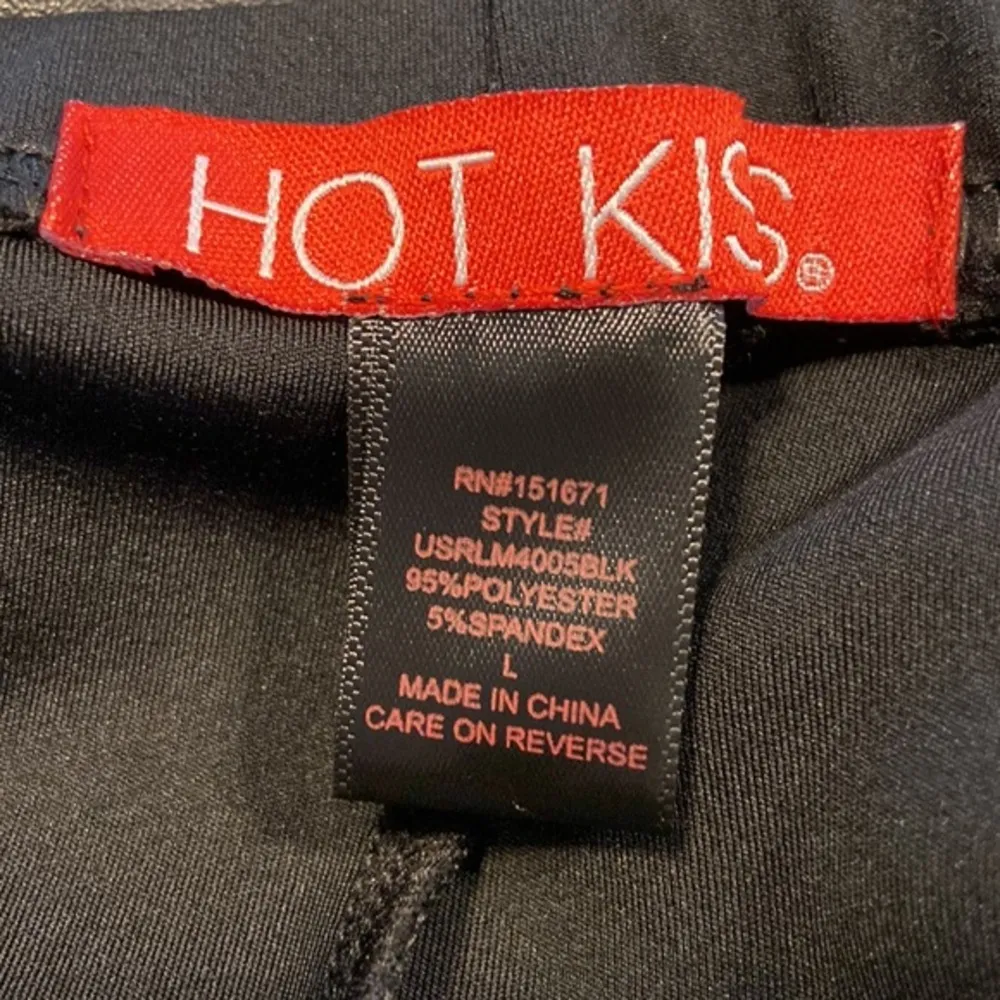 HOT KIS®
RN#151671
STYLE#
USRLM4005BLK
95%POLYESTER
5%SPANDEX
L
MADE IN CHINA
CARE ON REVERSE